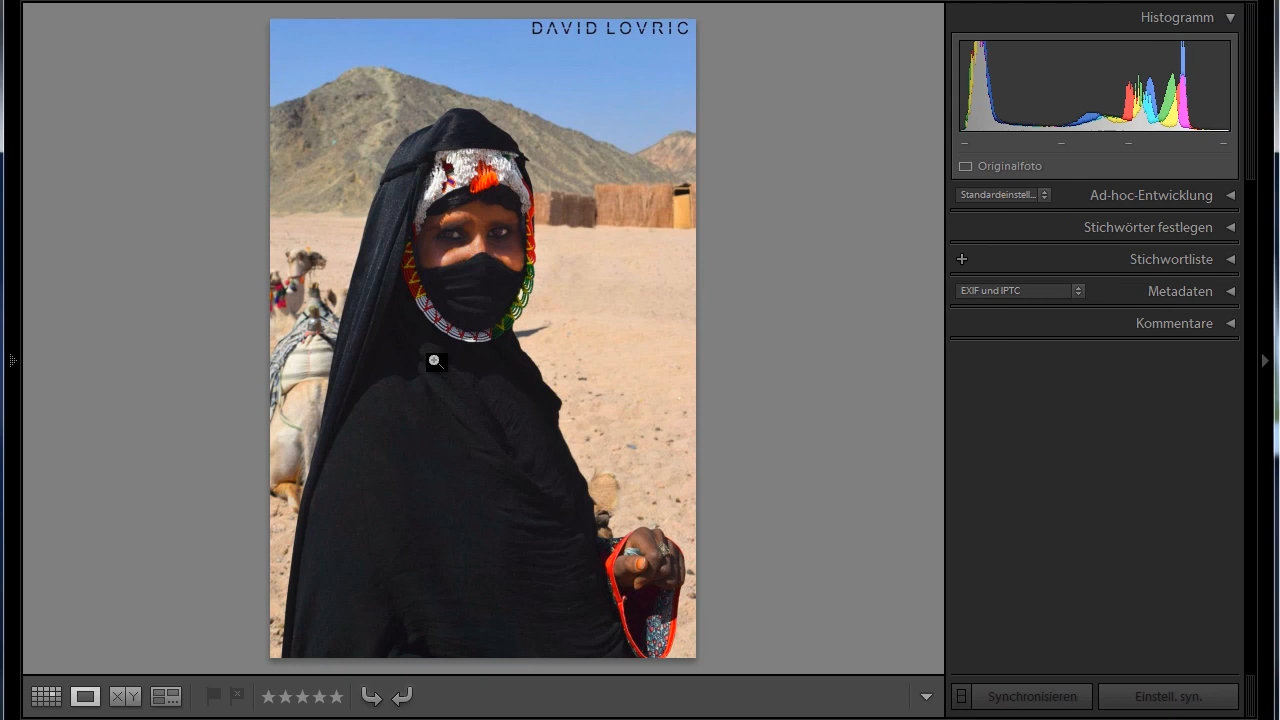 DAVID LOVRIC
Histogramm
Originalfoto
Standardeinstell...
Ad-hoc-Entwicklung
Stichwörter festlegen
Stichwortliste
EXIF und IPTC
Metadaten
Kommentare
XY
Synchronisieren
Einstell. syn.